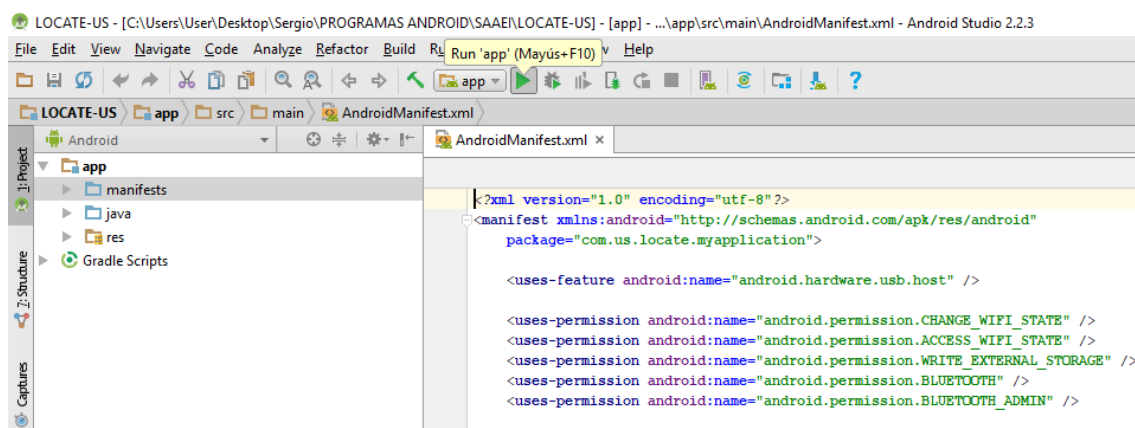 LOCATE-US - [C:\Users\User\Desktop\Sergio\PROGRAMAS ANDROID\SAAEI\LOCATE-US] - [app] - ...\app\src\main\AndroidManifest.xml - Android Studio 2.2.3
File Edit View Navigate Code Analyze Refactor Build Help
Run 'app' (Mayús+F10)
app
LOCATE-US app src main AndroidManifest.xml
Android
AndroidManifest.xml
1: Project
app
manifests
java
res
Gradle Scripts
7: Structure
Captures
<?xml version="1.0" encoding="utf-8"?>
<manifest xmlns:android="http://schemas.android.com/apk/res/android"
package="com.us.locate.myapplication">
<uses-feature android:name="android.hardware.usb.host" />
<uses-permission android:name="android.permission.CHANGE_WIFI_STATE" />
<uses-permission android:name="android.permission.ACCESS_WIFI_STATE" />
<uses-permission android:name="android.permission.WRITE_EXTERNAL_STORAGE" />
<uses-permission android:name="android.permission.BLUETOOTH" />
<uses-permission android:name="android.permission.BLUETOOTH_ADMIN" />